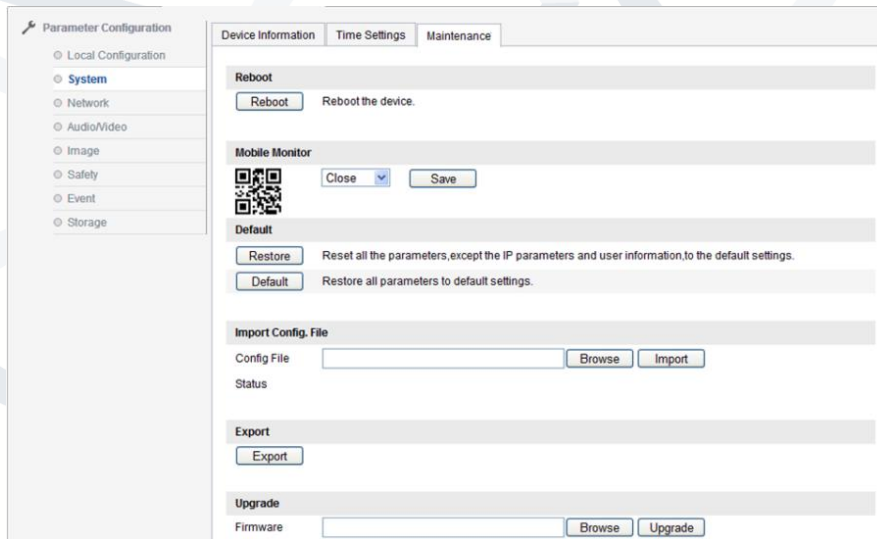 Parameter Configuration
Local Configuration
System
Network
Audio/Video
Image
Safety
Event
Storage
Device Information Time Settings Maintenance
Reboot
Reboot Reboot the device.
Mobile Monitor
Close Save
Default
Restore Reset all the parameters,except the IP parameters and user information,to the default settings.
Default Restore all parameters to default settings.
Import Config. File
Config File Browse Import
Status
Export
Export
Upgrade
Firmware Browse Upgrade